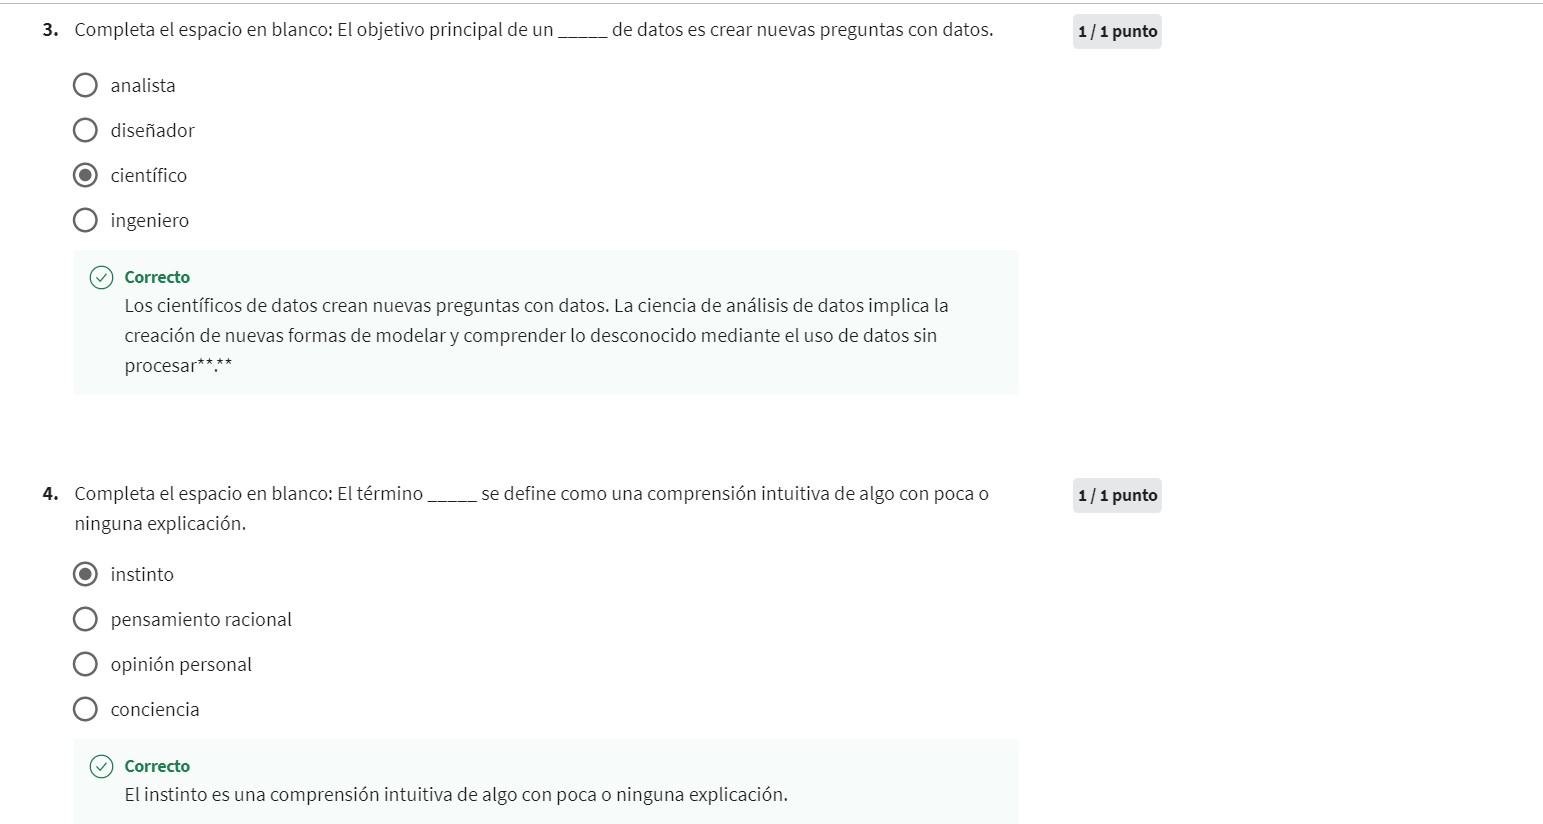 3. Completa el espacio en blanco: El objetivo principal de un _____ de datos es crear nuevas preguntas con datos.
1 / 1 punto
analista
diseñador
científico
ingeniero
Correcto
Los científicos de datos crean nuevas preguntas con datos. La ciencia de análisis de datos implica la
creación de nuevas formas de modelar y comprender lo desconocido mediante el uso de datos sin
procesar**.**
4. Completa el espacio en blanco: El término _____ se define como una comprensión intuitiva de algo con poca o
ninguna explicación.
1 / 1 punto
instinto
pensamiento racional
opinión personal
conciencia
Correcto
El instinto es una comprensión intuitiva de algo con poca o ninguna explicación.